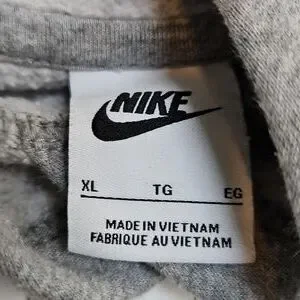 NIKE
XL TG EG
MADE IN VIETNAM
FABRIQUE AU VIETNAM